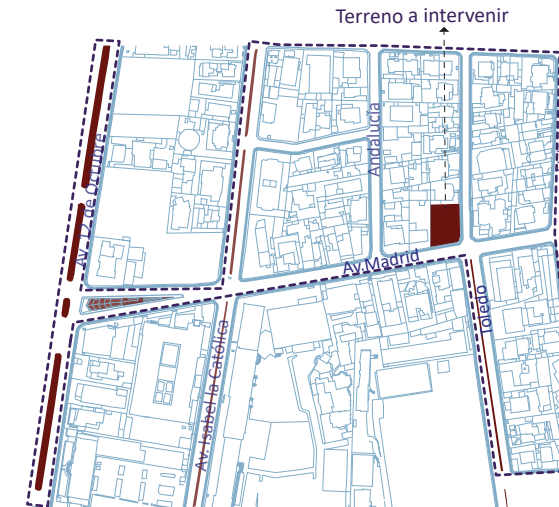 Terreno a intervenir
Av. 12 de Octubre
Andalucía
Av.Madrid
Toledo
Av. Isabel la Católica